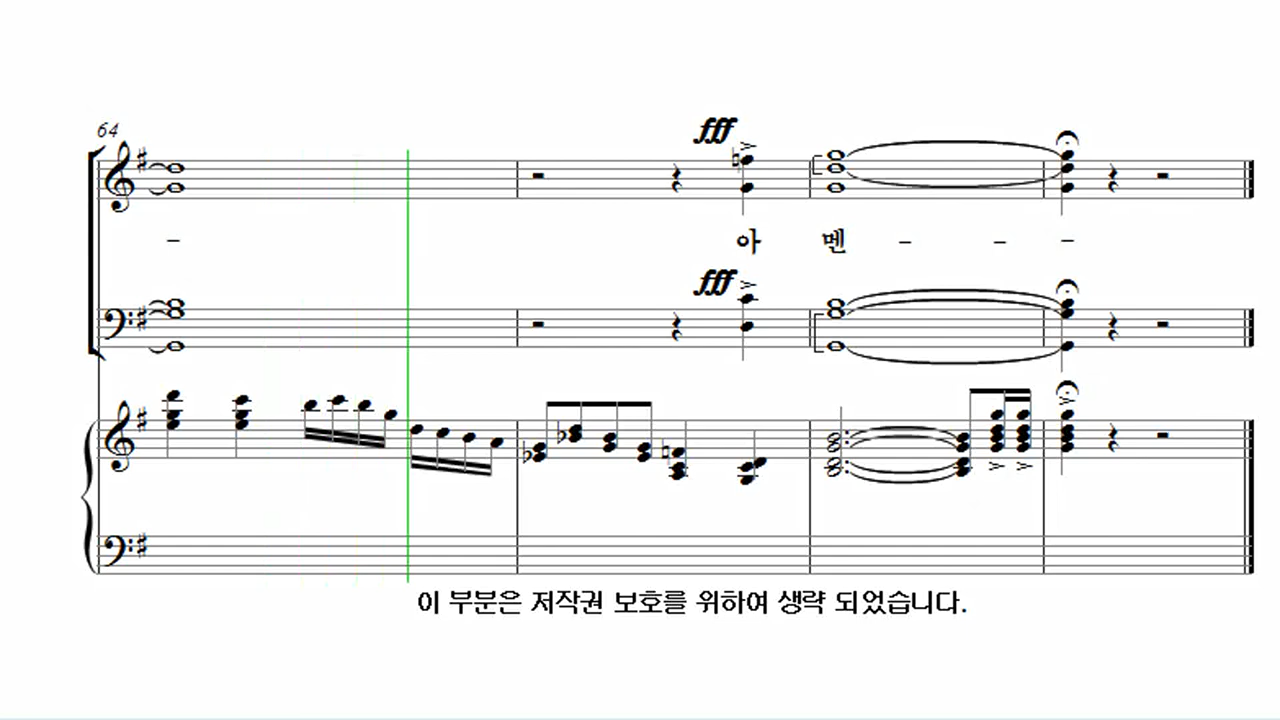 64
fff
- 아 멘 - - -
fff
이 부분은 저작권 보호를 위하여 생략 되었습니다.